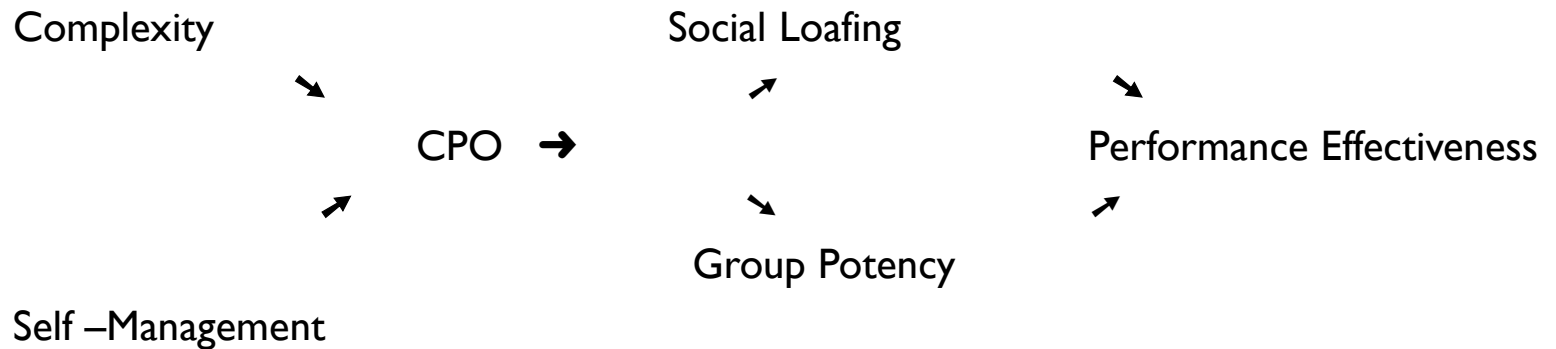 Complexity Social Loafing
CPO → Performance Effectiveness
Group Potency
Self –Management